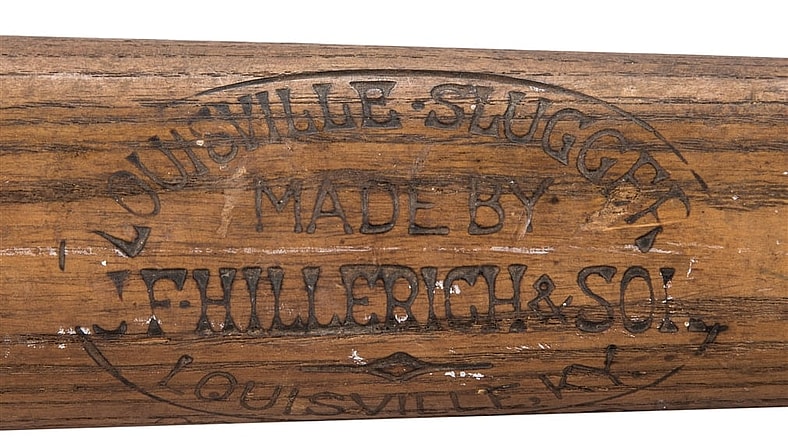 LOUISVILLE·SLUGGER
MADE BY
J.F.HILLERICH & SON
LOUISVILLE, KY.